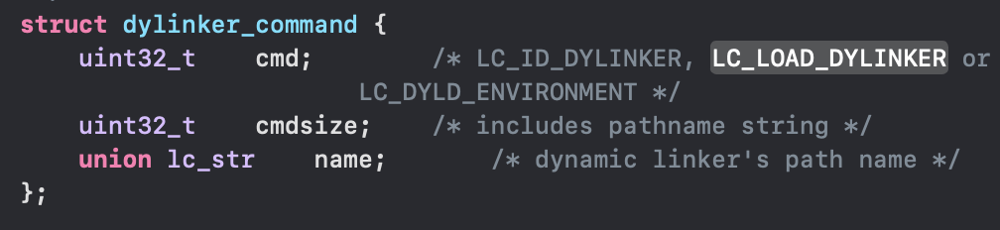 struct dylinker_command {
    uint32_t    cmd;        /* LC_ID_DYLINKER, LC_LOAD_DYLINKER or
                       LC_DYLD_ENVIRONMENT */
    uint32_t    cmdsize;    /* includes pathname string */
    union lc_str    name;       /* dynamic linker's path name */
};